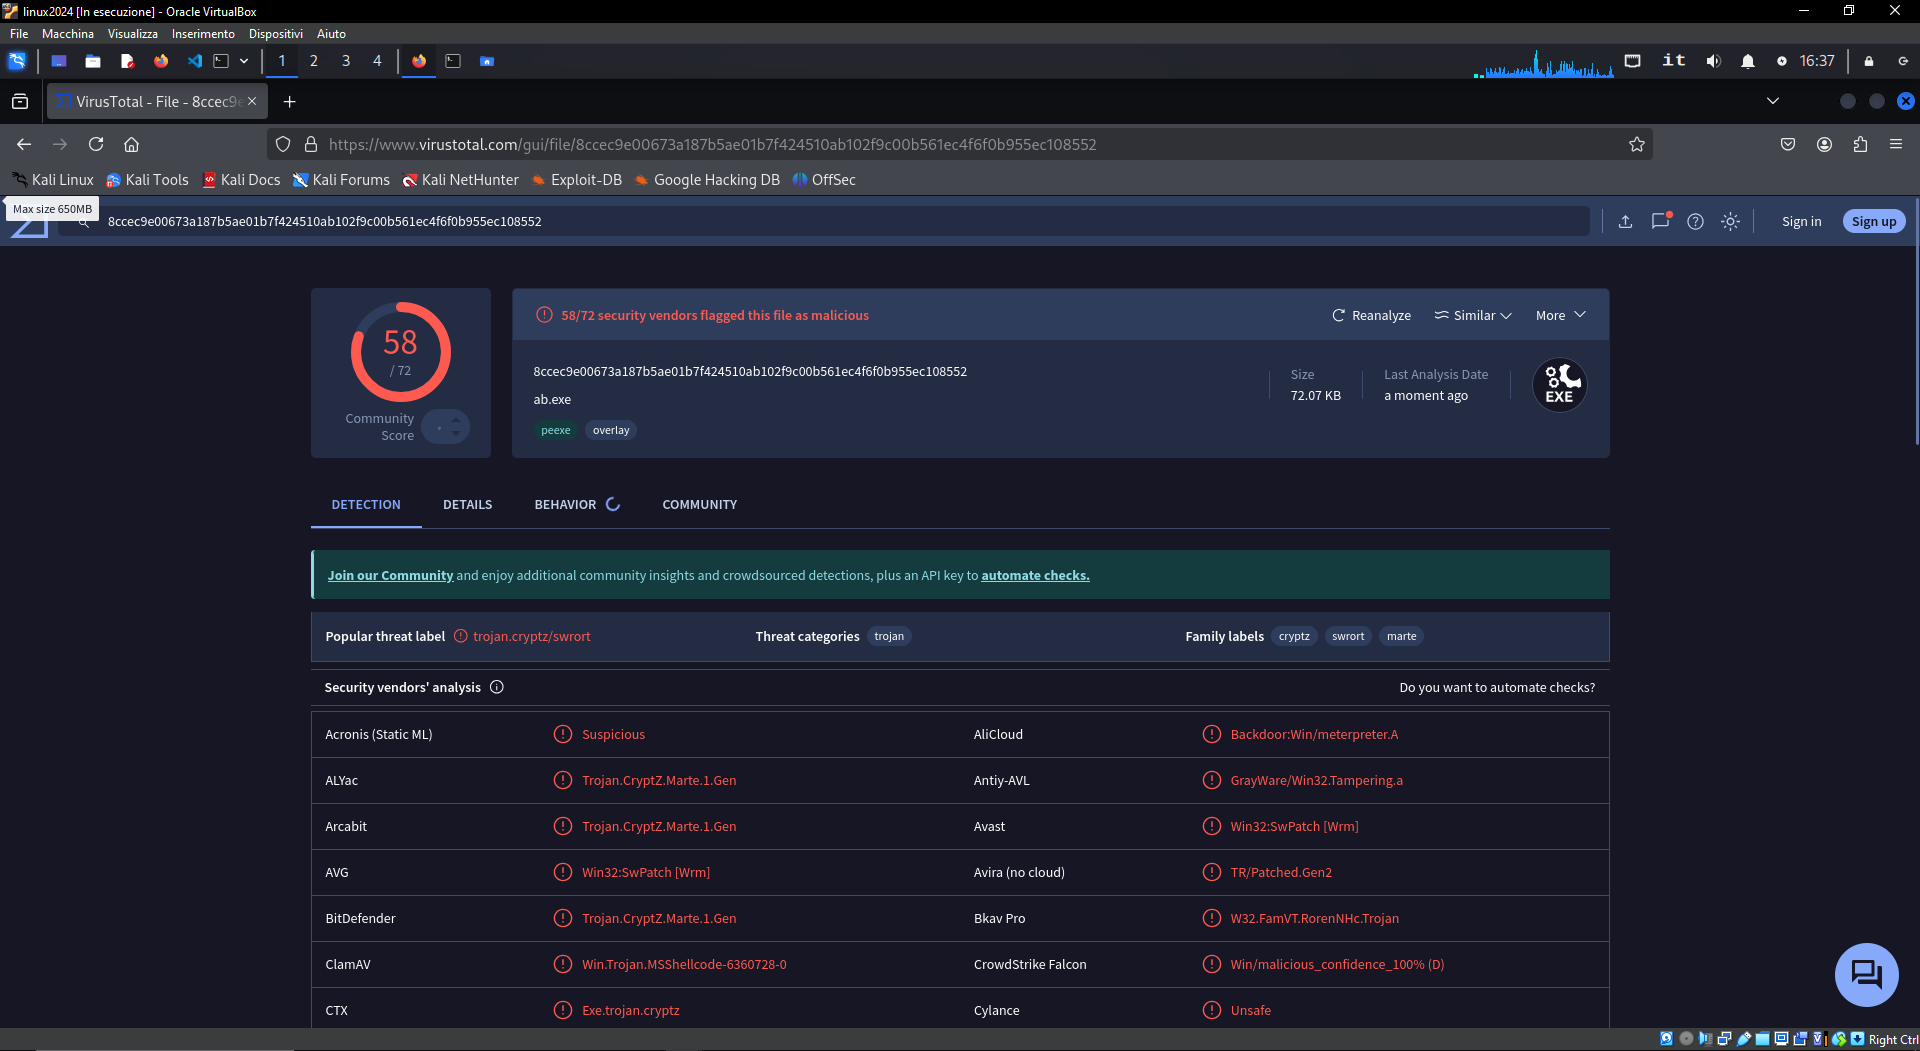 linux2024 [In esecuzione] - Oracle VirtualBox
File Macchina Visualizza Inserimento Dispositivi Aiuto
1 2 3 4 it 16:37
VirusTotal - File - 8ccec9e
https://www.virustotal.com/gui/file/8ccec9e00673a187b5ae01b7f424510ab102f9c00b561ec4f6f0b955ec108552
Kali Linux Kali Tools Kali Docs Kali Forums Kali NetHunter Exploit-DB Google Hacking DB OffSec
Max size 650MB
8ccec9e00673a187b5ae01b7f424510ab102f9c00b561ec4f6f0b955ec108552
Sign in Sign up
58
/ 72
Community
Score
58/72 security vendors flagged this file as malicious
Reanalyze Similar More
8ccec9e00673a187b5ae01b7f424510ab102f9c00b561ec4f6f0b955ec108552
ab.exe
peexe overlay
Size
72.07 KB
Last Analysis Date
a moment ago
EXE
DETECTION DETAILS BEHAVIOR COMMUNITY
Join our Community and enjoy additional community insights and crowdsourced detections, plus an API key to automate checks.
Popular threat label trojan.cryptz/swrort Threat categories trojan Family labels cryptz swrort marte
Security vendors' analysis Do you want to automate checks?
Acronis (Static ML) Suspicious AliCloud Backdoor:Win/meterpreter.A
ALYac Trojan.CryptZ.Marte.1.Gen Antiy-AVL GrayWare/Win32.Tampering.a
Arcabit Trojan.CryptZ.Marte.1.Gen Avast Win32:SwPatch [Wrm]
AVG Win32:SwPatch [Wrm] Avira (no cloud) TR/Patched.Gen2
BitDefender Trojan.CryptZ.Marte.1.Gen Bkav Pro W32.FamVT.RorenNHc.Trojan
ClamAV Win.Trojan.MSShellcode-6360728-0 CrowdStrike Falcon Win/malicious_confidence_100% (D)
CTX Exe.trojan.cryptz Cylance Unsafe
Right Ctrl